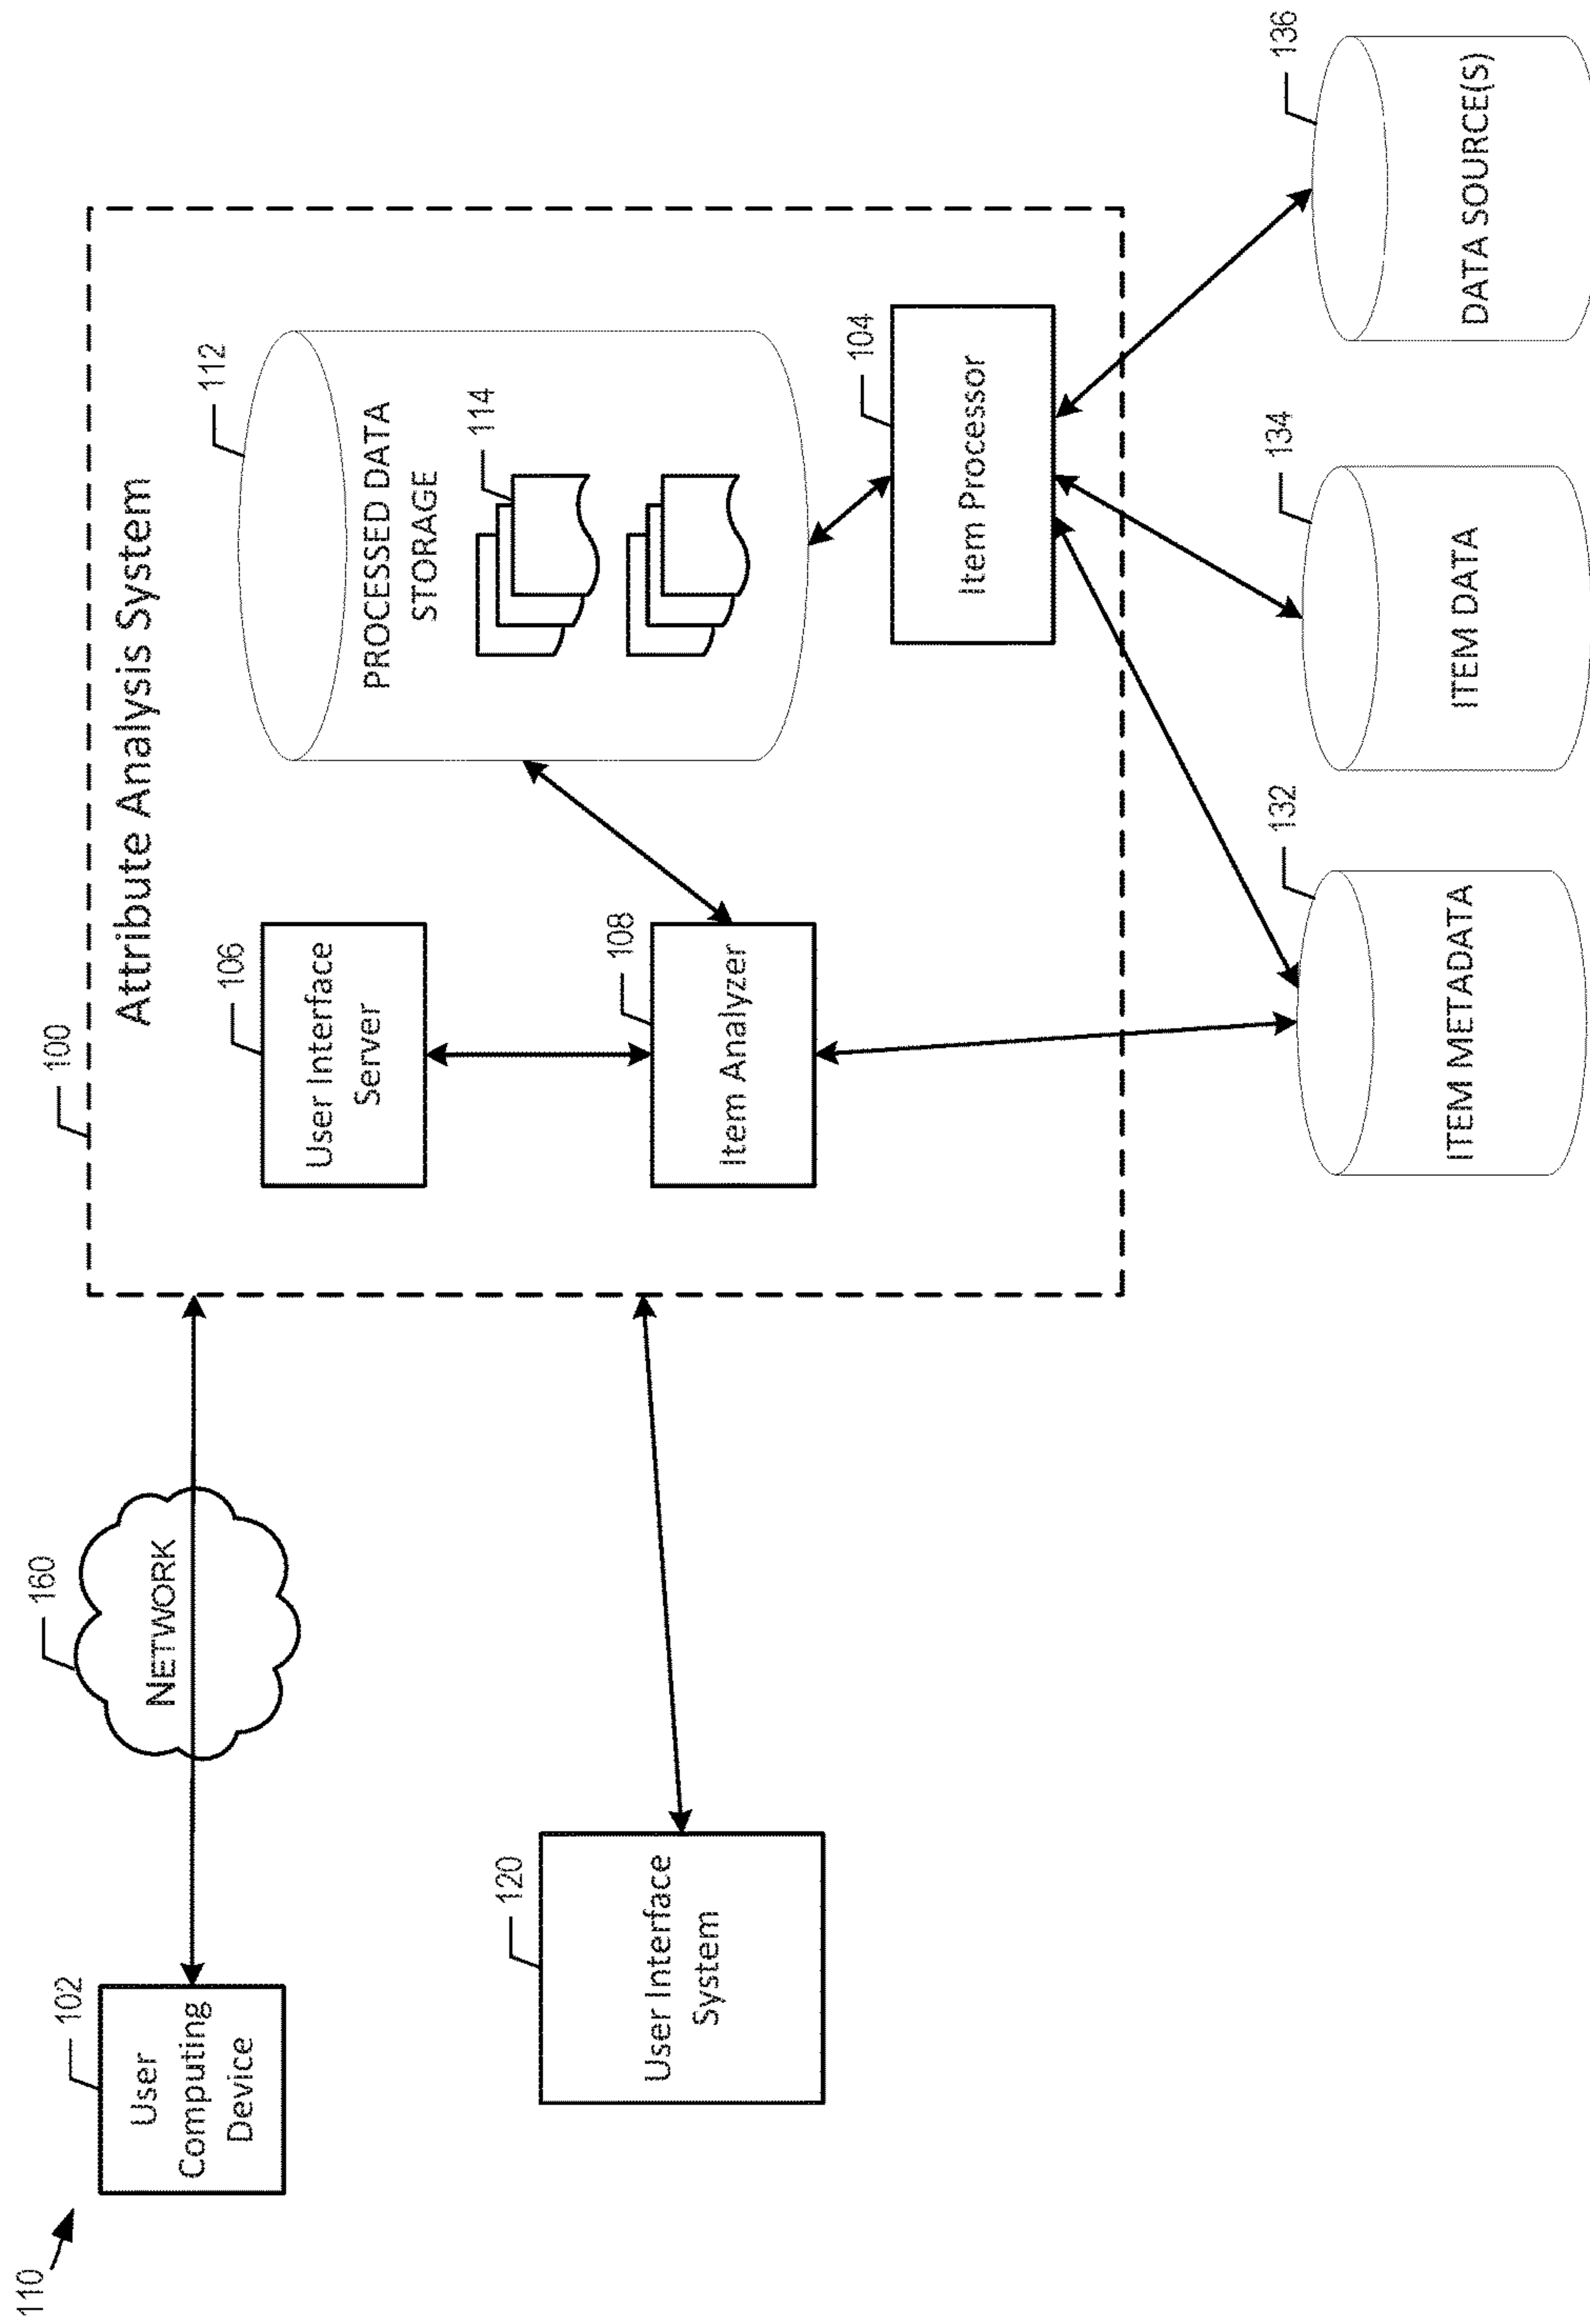 110
102
User
Computing
Device
160
NETWORK
120
User Interface
System
100
Attribute Analysis System
106
User Interface
Server
108
Item Analyzer
112
PROCESSED DATA
STORAGE
114
104
Item Processor
132
ITEM METADATA
134
ITEM DATA
136
DATA SOURCE(S)